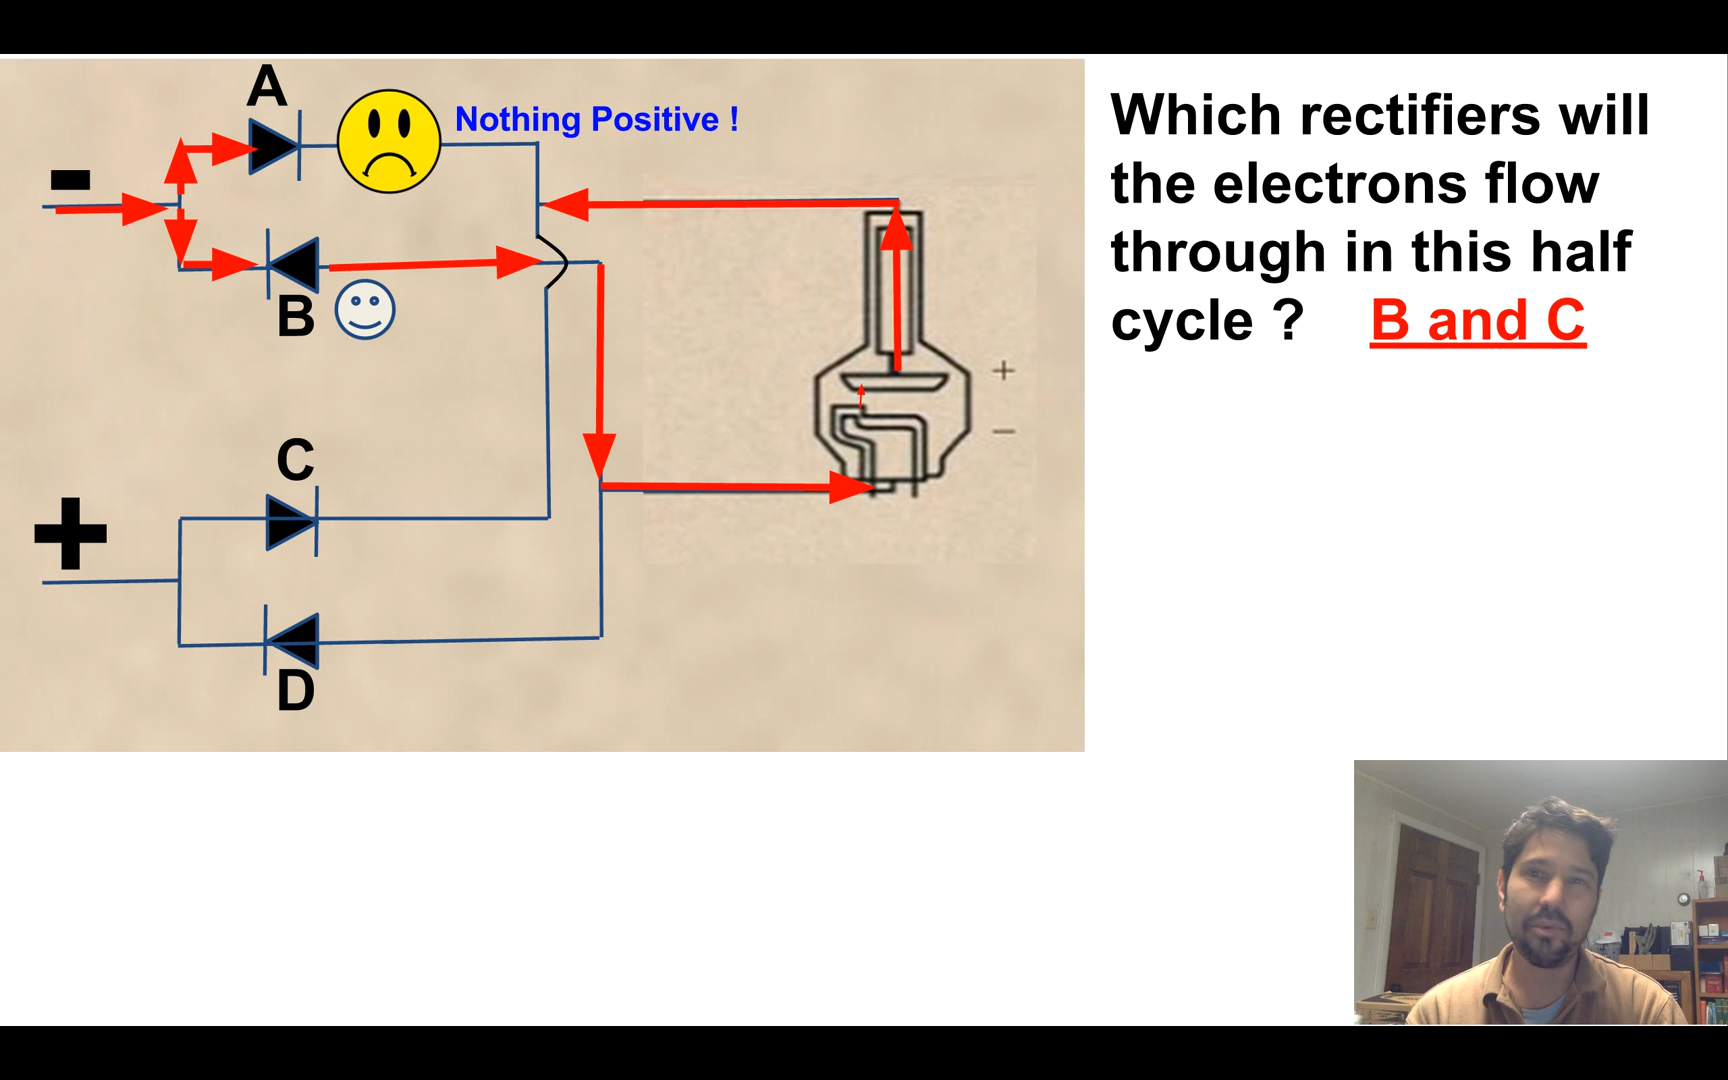 A
Nothing Positive !
-
B
C
+
D
+
−
Which rectifiers will
the electrons flow
through in this half
cycle ? B and C